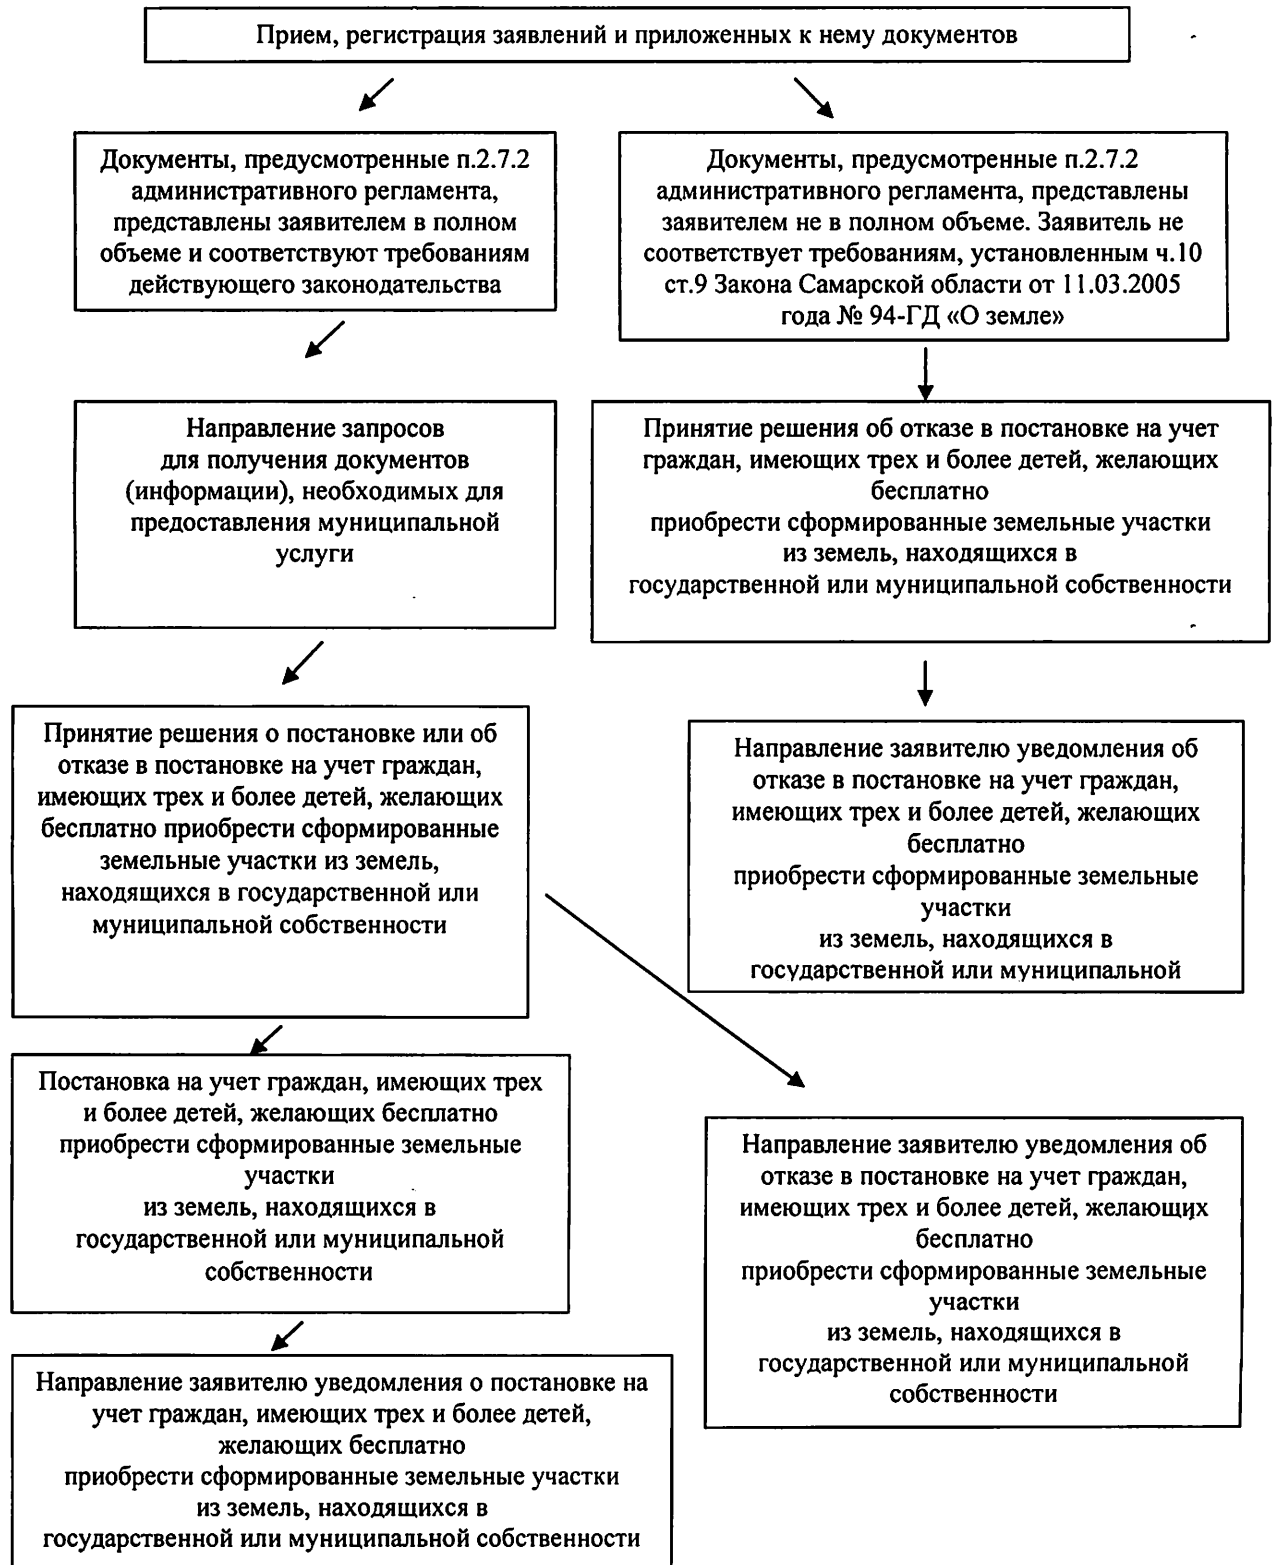 Прием, регистрация заявлений и приложенных к нему документов
Документы, предусмотренные п.2.7.2
административного регламента,
представлены заявителем в полном
объеме и соответствуют требованиям
действующего законодательства
Документы, предусмотренные п.2.7.2
административного регламента, представлены
заявителем не в полном объеме. Заявитель не
соответствует требованиям, установленным ч.10
ст.9 Закона Самарской области от 11.03.2005
года № 94-ГД «О земле»
Направление запросов
для получения документов
(информации), необходимых для
предоставления муниципальной
услуги
Принятие решения об отказе в постановке на учет
граждан, имеющих трех и более детей, желающих
бесплатно
приобрести сформированные земельные участки
из земель, находящихся в
государственной или муниципальной собственности
Принятие решения о постановке или об
отказе в постановке на учет граждан,
имеющих трех и более детей, желающих
бесплатно приобрести сформированные
земельные участки из земель,
находящихся в государственной или
муниципальной собственности
Направление заявителю уведомления об
отказе в постановке на учет граждан,
имеющих трех и более детей, желающих
бесплатно
приобрести сформированные земельные
участки
из земель, находящихся в
государственной или муниципальной
Постановка на учет граждан, имеющих трех
и более детей, желающих бесплатно
приобрести сформированные земельные
участки
из земель, находящихся в
государственной или муниципальной
собственности
Направление заявителю уведомления об
отказе в постановке на учет граждан,
имеющих трех и более детей, желающих
бесплатно
приобрести сформированные земельные
участки
из земель, находящихся в
государственной или муниципальной
собственности
Направление заявителю уведомления о постановке на
учет граждан, имеющих трех и более детей,
желающих бесплатно
приобрести сформированные земельные участки
из земель, находящихся в
государственной или муниципальной собственности